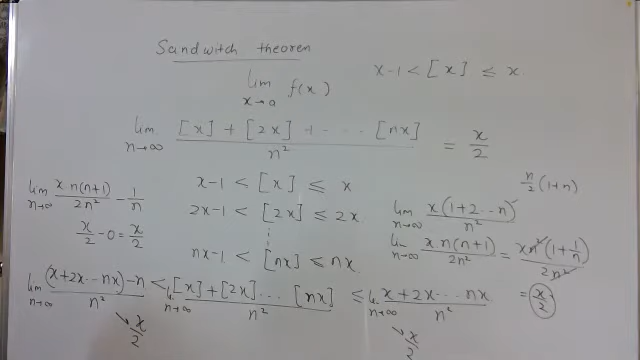 Sandwitch theorem
lim x→a f(x)
x-1 < [x] ≤ x
lim n→∞ ([x] + [2x] + - - - [nx]) / n² = x/2
n/2 (1+n)
x-1 < [x] ≤ x
2x-1 < [2x] ≤ 2x
⋮
nx-1 < [nx] ≤ nx
lim n→∞ x n(n+1) / 2n² - 1/n
x/2 - 0 = x/2
lim n→∞ x(1+2..n) / n²
lim n→∞ x n(n+1) / 2n² = xn²(1+1/n) / 2n²
= x/2
lim n→∞ ((x+2x..nx)-n) / n² < lt n→∞ ([x]+[2x]... [nx]) / n² ≤ lt n→∞ (x+2x...nx) / n²
→ x/2
→ x/2